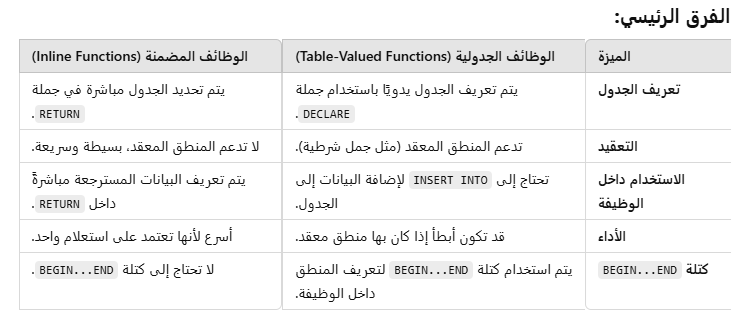 الفرق الرئيسي:
الميزة	الوظائف الجدولية (Table-Valued Functions)	الوظائف المضمنة (Inline Functions)
تعريف الجدول	يتم تعريف الجدول يدويًا باستخدام جملة	يتم تحديد الجدول مباشرة في جملة
DECLARE.	RETURN.
التعقيد	تدعم المنطق المعقد (مثل جمل شرطية).	لا تدعم المنطق المعقد، بسيطة وسريعة.
الاستخدام داخل	تحتاج إلى INSERT INTO لإضافة البيانات إلى	يتم تعريف البيانات المسترجعة مباشرةً
الوظيفة	الجدول.	داخل RETURN.
الأداء	قد تكون أبطأ إذا كان بها منطق معقد.	أسرع لأنها تعتمد على استعلام واحد.
كتلة BEGIN...END	يتم استخدام كتلة BEGIN...END لتعريف المنطق	لا تحتاج إلى كتلة BEGIN...END.
داخل الوظيفة.